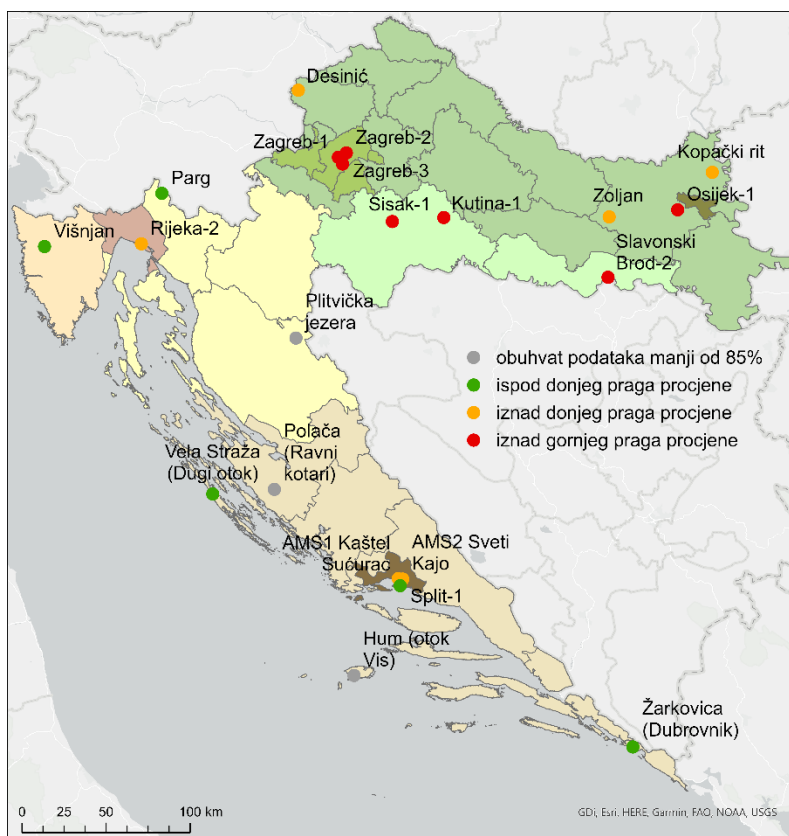 Desinić
Zagreb-1
Zagreb-2
Zagreb-3
Kopački rit
Parg
Zoljan
Osijek-1
Sisak-1
Kutina-1
Višnjan
Rijeka-2
Slavonski
Brod-2
Plitvička
jezera
obuhvat podataka manji od 85%
ispod donjeg praga procjene
iznad donjeg praga procjene
iznad gornjeg praga procjene
Polača
(Ravni
kotari)
Vela Straža
(Dugi otok)
AMS1 Kaštel
Sućurac
AMS2 Sveti
Kajo
Split-1
Hum (otok
Vis)
Žarkovica
(Dubrovnik)
0 25 50 100 km
GDi, Esri, HERE, Garmin, FAO, NOAA, USGS